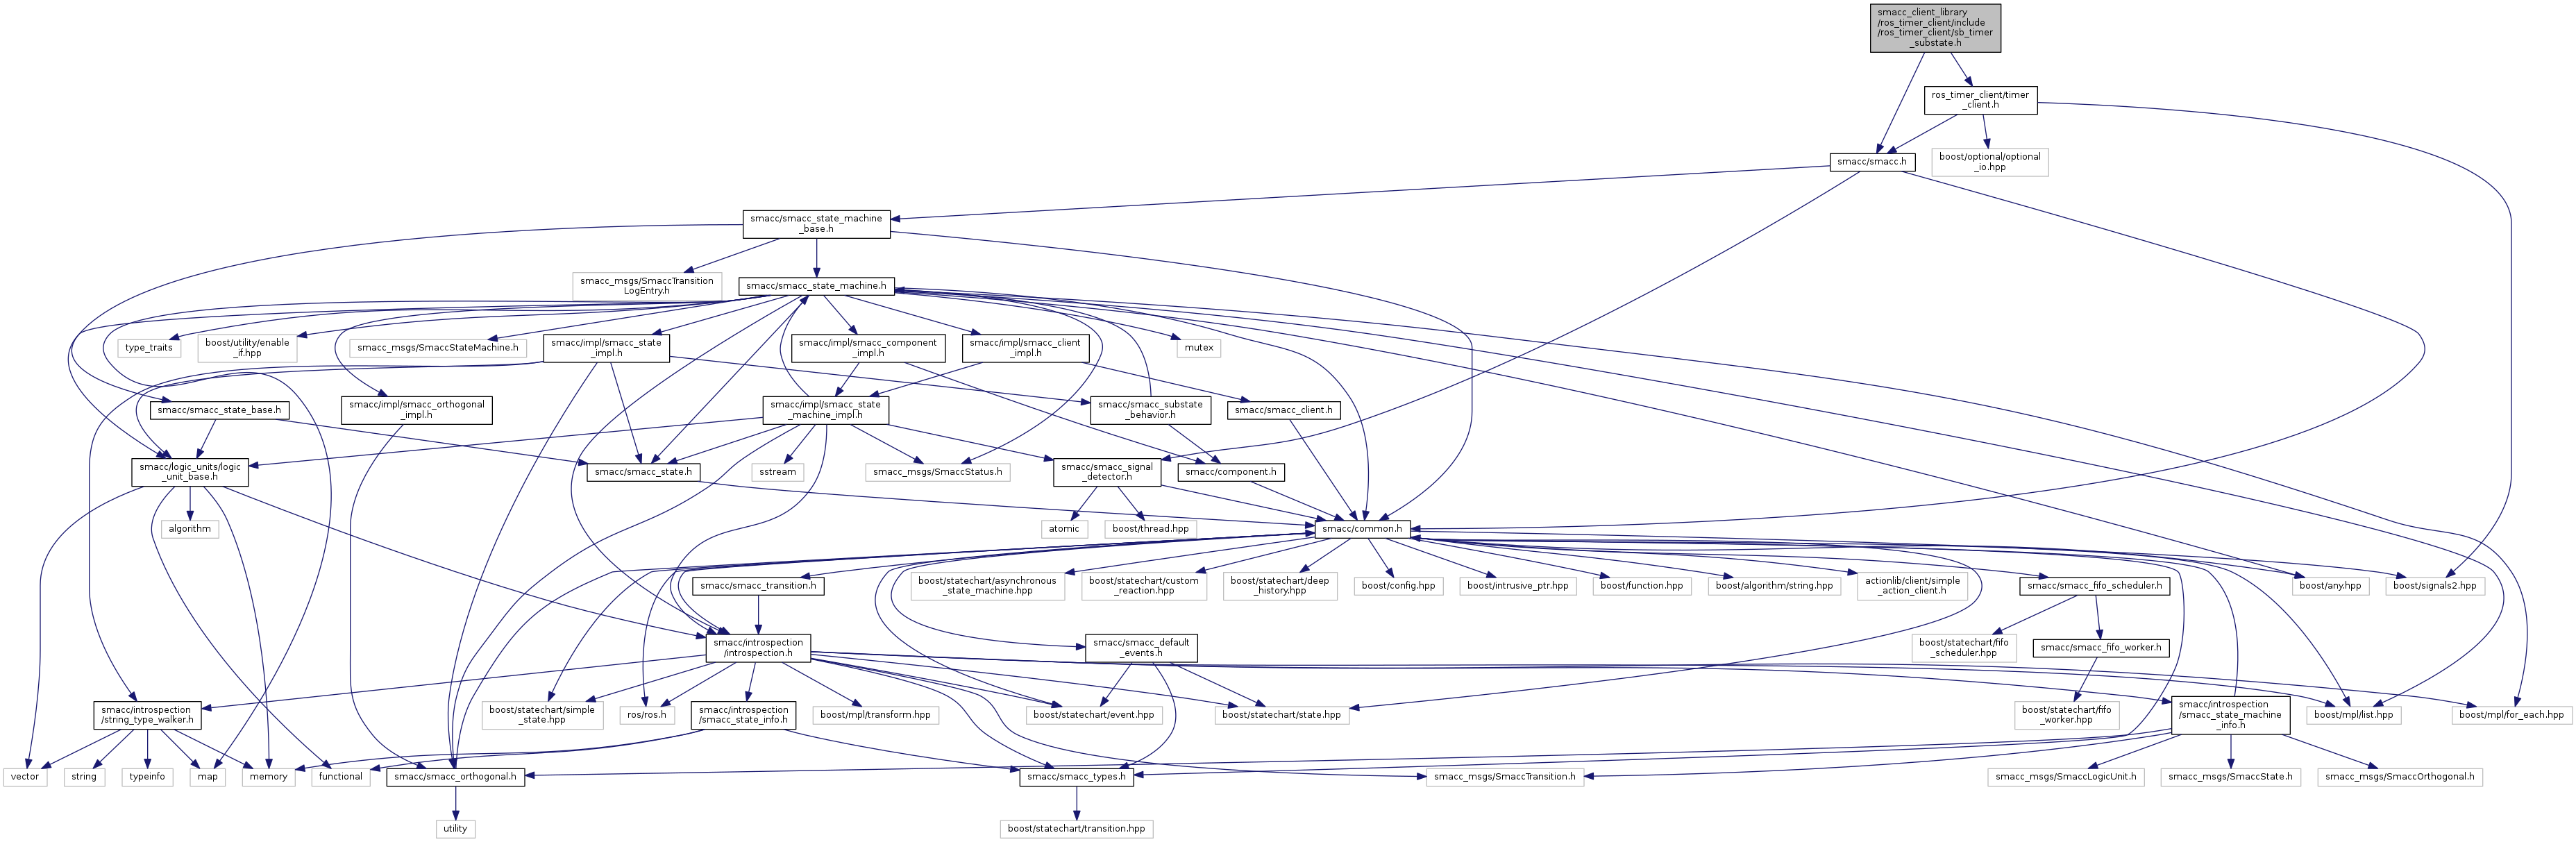 smacc_client_library
/ros_timer_client/include
/ros_timer_client/sb_timer
_substate.h
ros_timer_client/timer
_client.h
smacc/smacc.h
boost/optional/optional
_io.hpp
smacc/smacc_state_machine
_base.h
smacc_msgs/SmaccTransition
LogEntry.h
smacc/smacc_state_machine.h
type_traits
boost/utility/enable
_if.hpp
smacc_msgs/SmaccStateMachine.h
smacc/impl/smacc_state
_impl.h
smacc/impl/smacc_component
_impl.h
smacc/impl/smacc_client
_impl.h
mutex
smacc/smacc_state_base.h
smacc/impl/smacc_orthogonal
_impl.h
smacc/impl/smacc_state
_machine_impl.h
smacc/smacc_substate
_behavior.h
smacc/smacc_client.h
smacc/logic_units/logic
_unit_base.h
smacc/smacc_state.h
sstream
smacc_msgs/SmaccStatus.h
smacc/smacc_signal
_detector.h
smacc/component.h
algorithm
atomic
boost/thread.hpp
smacc/common.h
smacc/smacc_transition.h
boost/statechart/asynchronous
_state_machine.hpp
boost/statechart/custom
_reaction.hpp
boost/statechart/deep
_history.hpp
boost/config.hpp
boost/intrusive_ptr.hpp
boost/function.hpp
boost/algorithm/string.hpp
actionlib/client/simple
_action_client.h
smacc/smacc_fifo_scheduler.h
boost/any.hpp
boost/signals2.hpp
smacc/introspection
/introspection.h
smacc/smacc_default
_events.h
boost/statechart/fifo
_scheduler.hpp
smacc/smacc_fifo_worker.h
smacc/introspection
/string_type_walker.h
boost/statechart/simple
_state.hpp
ros/ros.h
smacc/introspection
/smacc_state_info.h
boost/mpl/transform.hpp
boost/statechart/event.hpp
boost/statechart/state.hpp
boost/statechart/fifo
_worker.hpp
smacc/introspection
/smacc_state_machine
_info.h
boost/mpl/list.hpp
boost/mpl/for_each.hpp
vector
string
typeinfo
map
memory
functional
smacc/smacc_orthogonal.h
smacc/smacc_types.h
smacc_msgs/SmaccTransition.h
smacc_msgs/SmaccLogicUnit.h
smacc_msgs/SmaccState.h
smacc_msgs/SmaccOrthogonal.h
utility
boost/statechart/transition.hpp